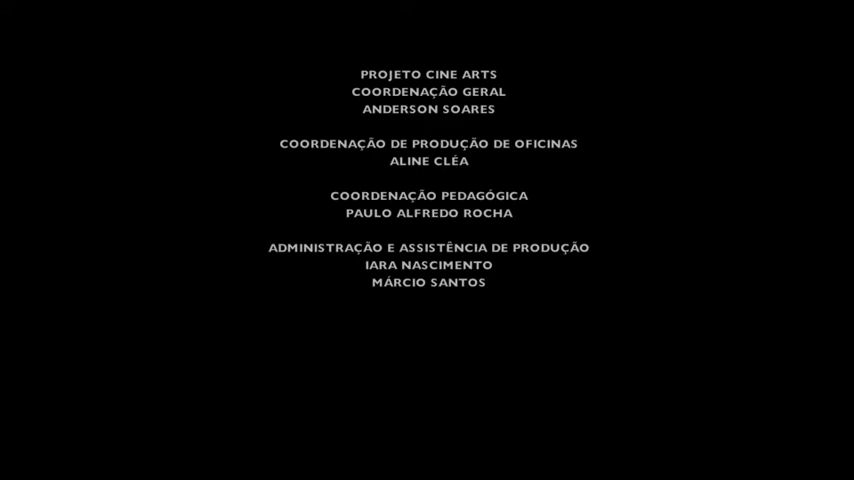 PROJETO CINE ARTS
COORDENAÇÃO GERAL
ANDERSON SOARES
COORDENAÇÃO DE PRODUÇÃO DE OFICINAS
ALINE CLÉA
COORDENAÇÃO PEDAGÓGICA
PAULO ALFREDO ROCHA
ADMINISTRAÇÃO E ASSISTÊNCIA DE PRODUÇÃO
IARA NASCIMENTO
MÁRCIO SANTOS